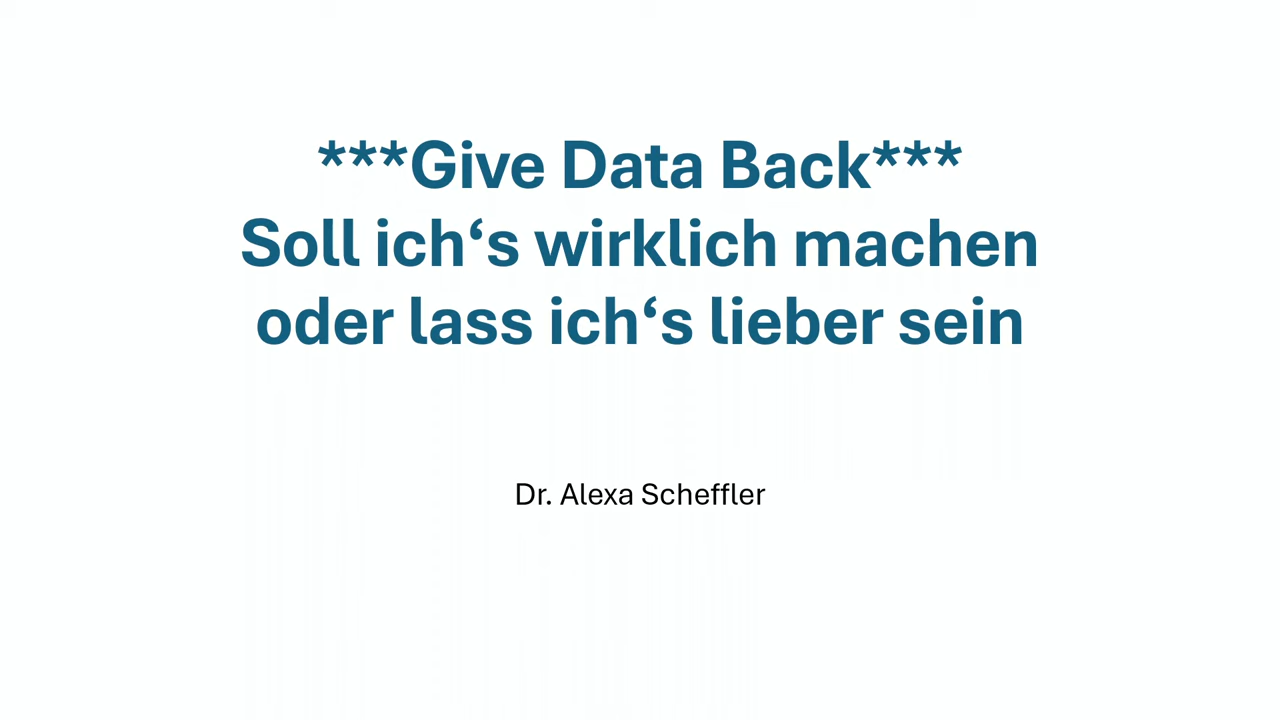 ***Give Data Back***
Soll ich‘s wirklich machen
oder lass ich‘s lieber sein
Dr. Alexa Scheffler